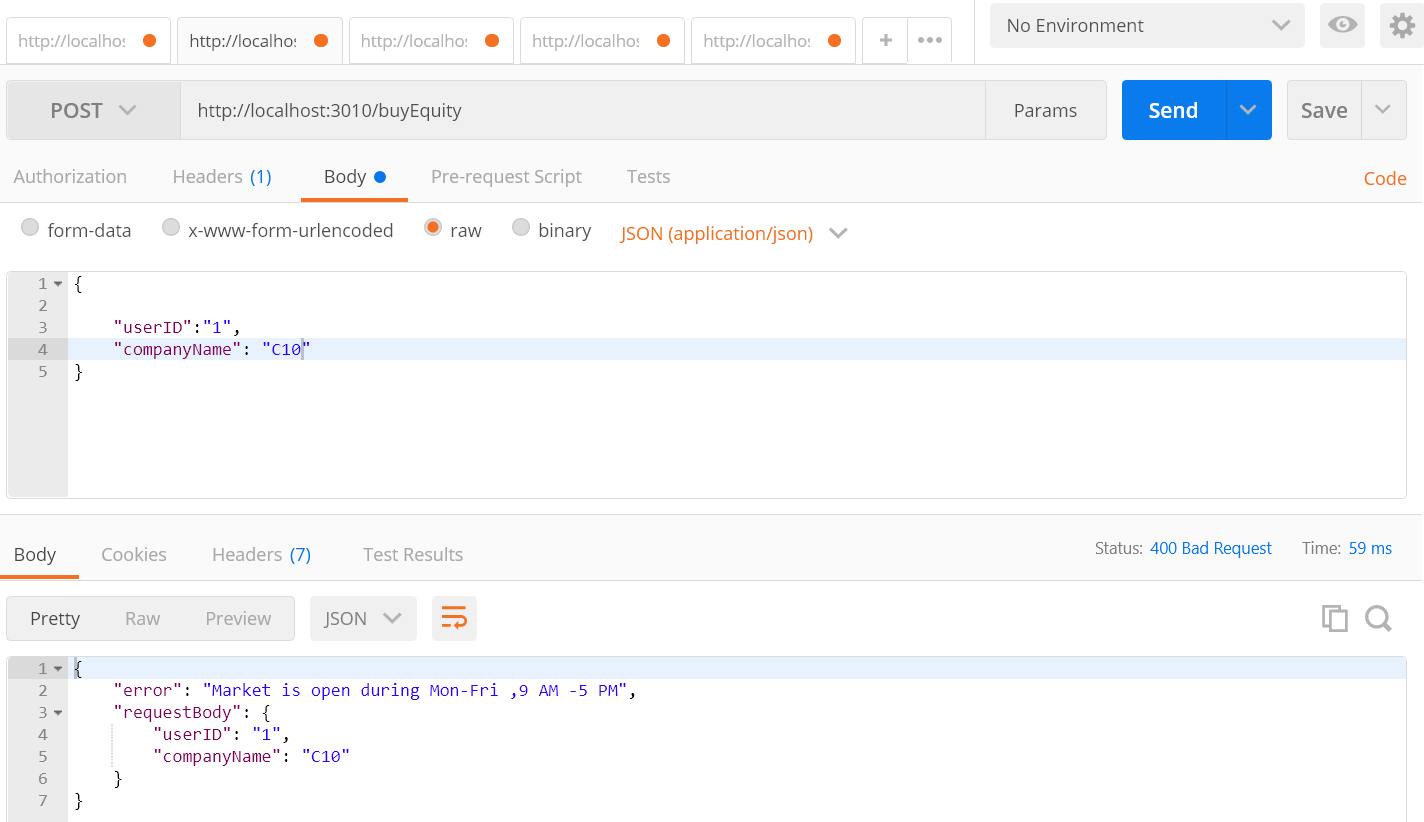 http://localhos http://localhos http://localhos http://localhos http://localhos + No Environment
POST http://localhost:3010/buyEquity Params Send Save
Authorization Headers (1) Body Pre-request Script Tests Code
form-data x-www-form-urlencoded raw binary JSON (application/json)
1 {
2
3 "userID":"1",
4 "companyName": "C10"
5 }
Body Cookies Headers (7) Test Results Status: 400 Bad Request Time: 59 ms
Pretty Raw Preview JSON
1 {
2 "error": "Market is open during Mon-Fri ,9 AM -5 PM",
3 "requestBody": {
4 "userID": "1",
5 "companyName": "C10"
6 }
7 }